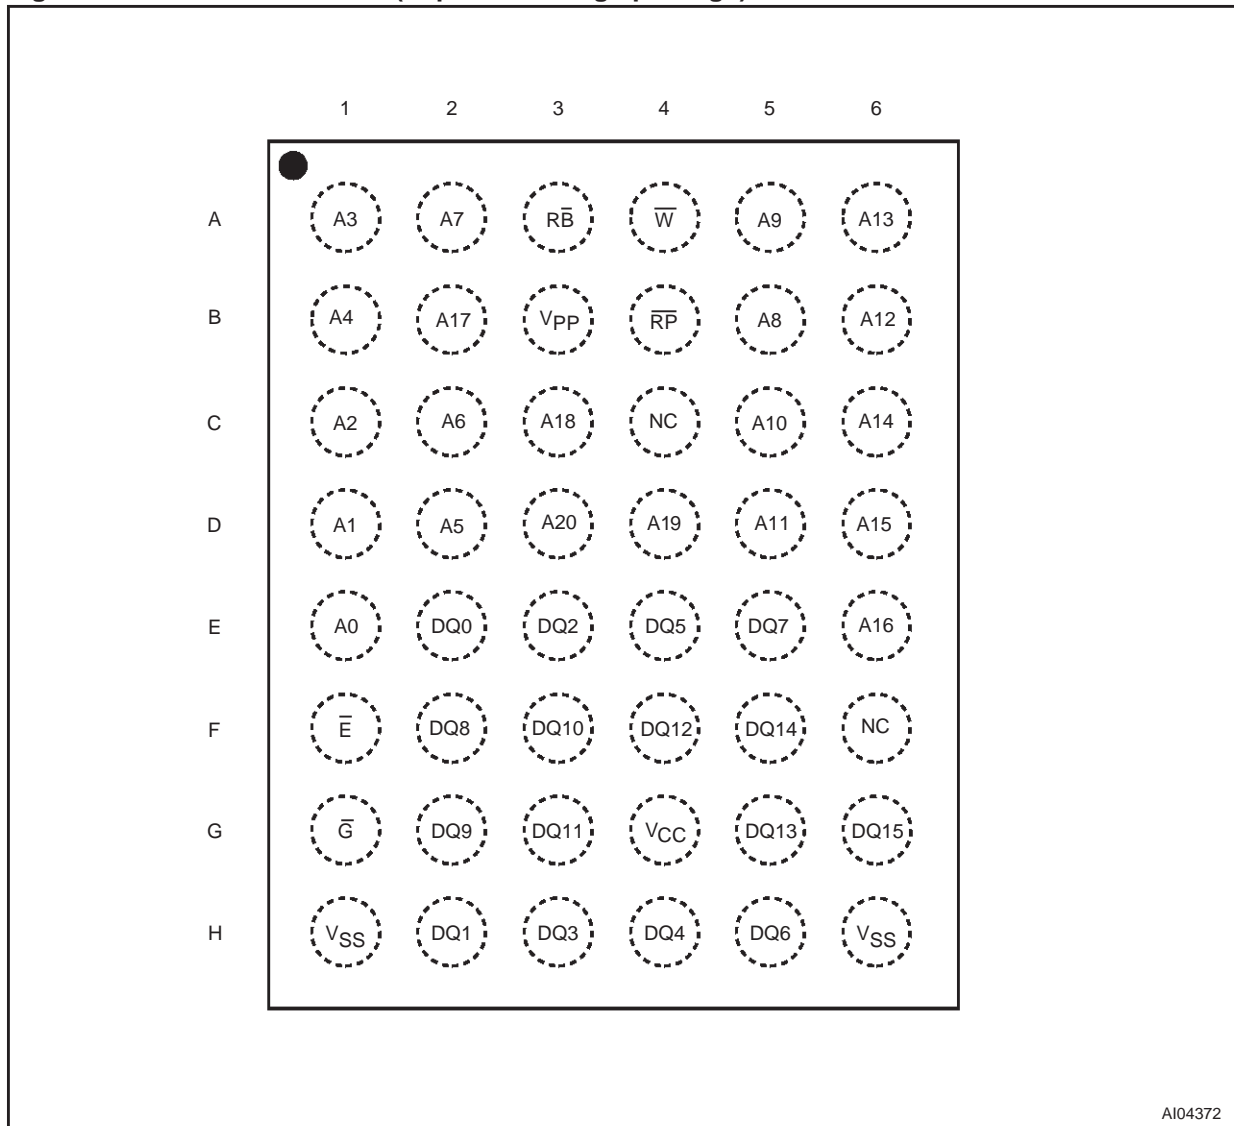 1 2 3 4 5 6
A A3 A7 RB̅ W̅ A9 A13
B A4 A17 VPP R̅P̅ A8 A12
C A2 A6 A18 NC A10 A14
D A1 A5 A20 A19 A11 A15
E A0 DQ0 DQ2 DQ5 DQ7 A16
F E̅ DQ8 DQ10 DQ12 DQ14 NC
G G̅ DQ9 DQ11 VCC DQ13 DQ15
H VSS DQ1 DQ3 DQ4 DQ6 VSS
AI04372